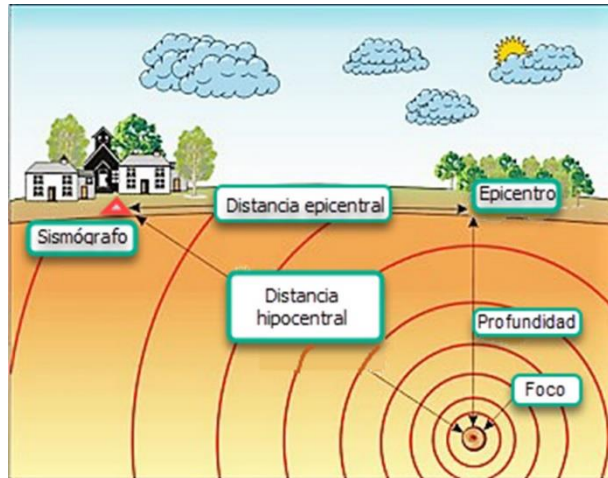 Epicentro
Distancia epicentral
Sismógrafo
Distancia
hipocentral
Profundidad
Foco